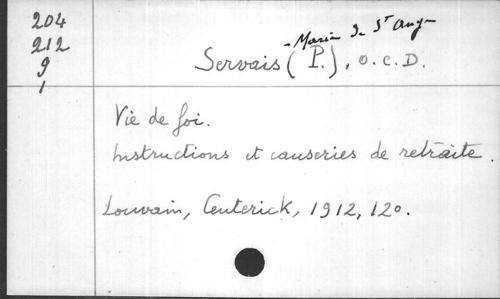 204
212
9
1
- Marie de St Ange
Servais (P.), O.C.D.
Vie de foi.
Instructions et causeries de retraite.
Louvain, Ceuterick, 1912, 12o.